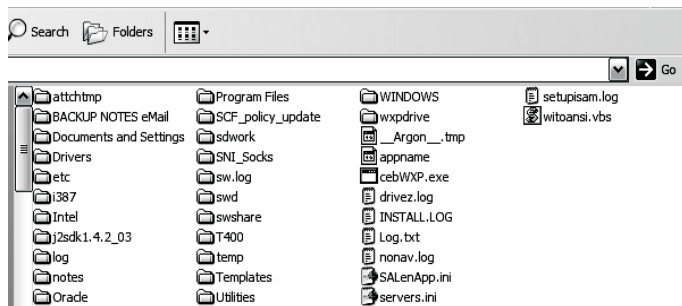 Search Folders
Go
attchtmp
BACKUP NOTES eMail
Documents and Settings
Drivers
etc
i387
Intel
j2sdk1.4.2_03
log
notes
Oracle
Program Files
SCF_policy_update
sdwork
SNI_Socks
sw.log
swd
swshare
T400
temp
Templates
Utilities
WINDOWS
wxpdrive
__Argon__.tmp
appname
cebWXP.exe
drivez.log
INSTALL.LOG
Log.txt
nonav.log
SALenApp.ini
servers.ini
setupisam.log
witoansi.vbs